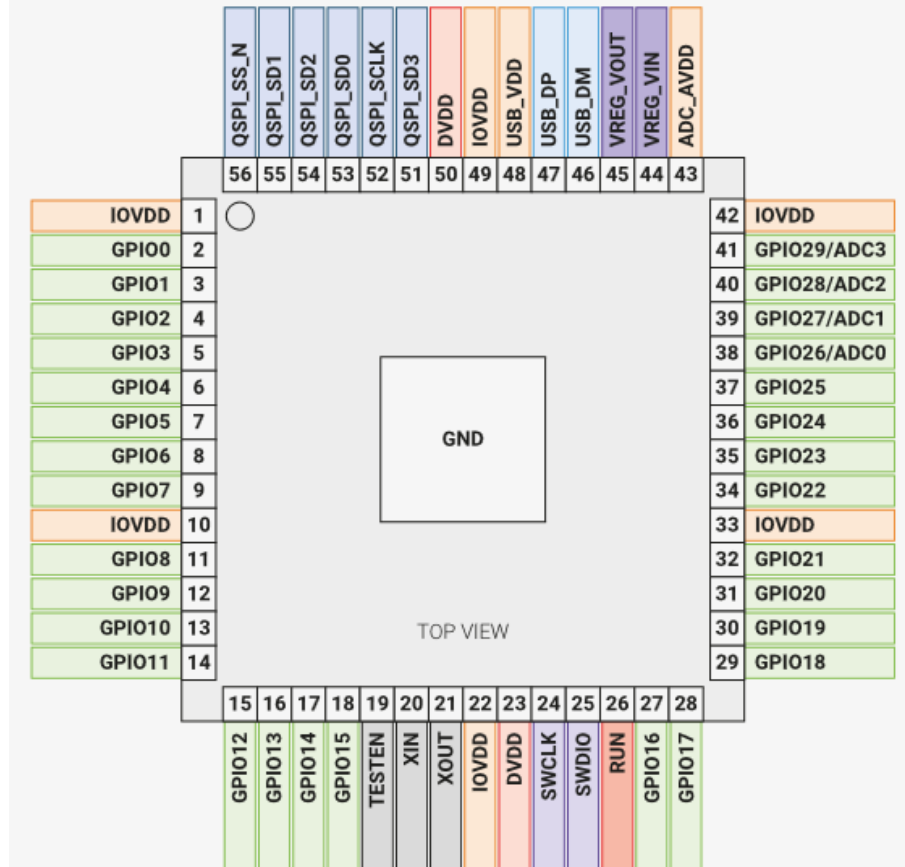 QSPI_SS_N
QSPI_SD1
QSPI_SD2
QSPI_SD0
QSPI_SCLK
QSPI_SD3
DVDD
IOVDD
USB_VDD
USB_DP
USB_DM
VREG_VOUT
VREG_VIN
ADC_AVDD
56 55 54 53 52 51 50 49 48 47 46 45 44 43
IOVDD 1 42 IOVDD
GPIO0 2 41 GPIO29/ADC3
GPIO1 3 40 GPIO28/ADC2
GPIO2 4 39 GPIO27/ADC1
GPIO3 5 38 GPIO26/ADC0
GPIO4 6 37 GPIO25
GPIO5 7 36 GPIO24
GPIO6 8 35 GPIO23
GPIO7 9 34 GPIO22
IOVDD 10 33 IOVDD
GPIO8 11 32 GPIO21
GPIO9 12 31 GPIO20
GPIO10 13 30 GPIO19
GPIO11 14 29 GPIO18
GND
TOP VIEW
15 16 17 18 19 20 21 22 23 24 25 26 27 28
GPIO12
GPIO13
GPIO14
GPIO15
TESTEN
XIN
XOUT
IOVDD
DVDD
SWCLK
SWDIO
RUN
GPIO16
GPIO17